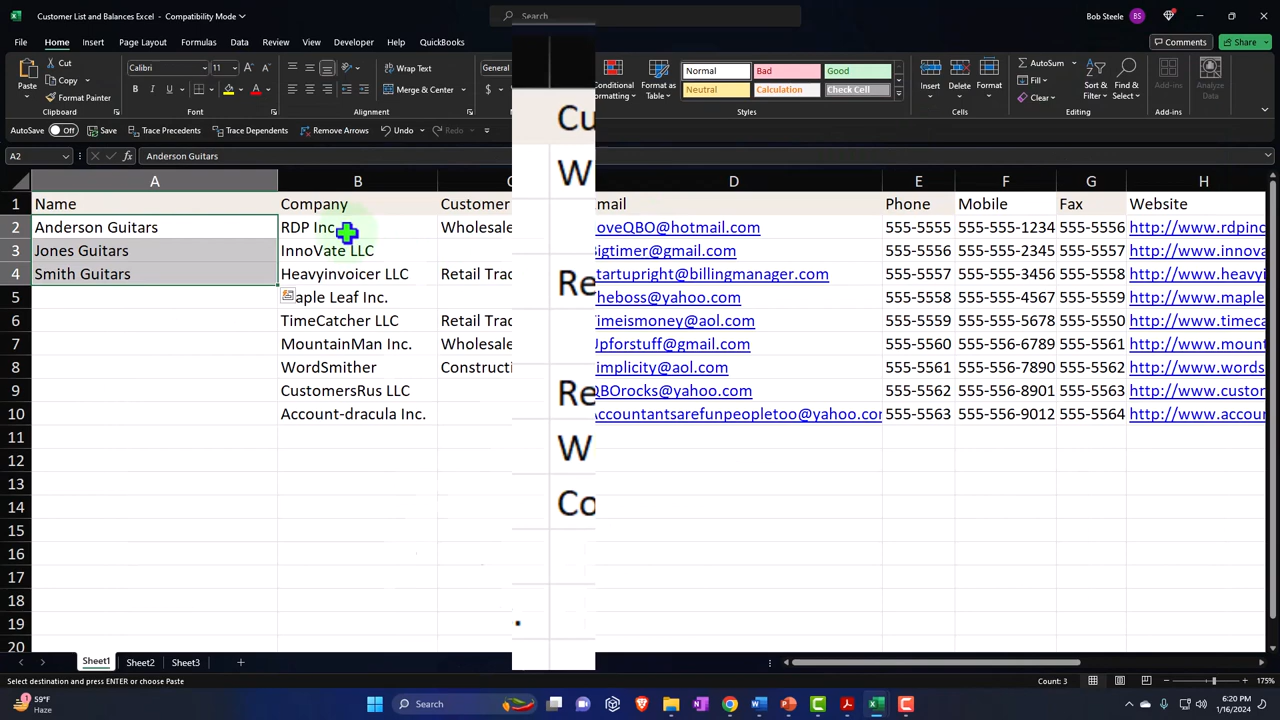 Customer List and Balances Excel - Compatibility Mode
Search
Bob Steele
BS
File Home Insert Page Layout Formulas Data Review View Developer Help QuickBooks
Comments Share
Paste Cut Copy Format Painter
Calibri 11
Wrap Text
Merge
General
Conditional Formatting Format as Table
Normal Bad Good
Neutral Calculation Check Cell
Insert Delete Format
AutoSum Fill Clear
Sort & Filter Find & Select
Add-ins
Analyze Data
Clipboard Font Alignment Styles Cells Editing Add-ins
AutoSave Off Save Trace Precedents Trace Dependents Remove Arrows Undo Redo
A2 fx Anderson Guitars
A B C D E F G H
1 Name Company Customer mail Phone Mobile Fax Website
2 Anderson Guitars RDP Inc. Wholesale oveQBO@hotmail.com 555-5555 555-555-1234 555-5556 http://www.rdpinc
3 Jones Guitars InnoVate LLC igtimer@gmail.com 555-5556 555-555-2345 555-5557 http://www.innova
4 Smith Guitars Heavyinvoicer LLC Retail Trad tartupright@billingmanager.com 555-5557 555-555-3456 555-5558 http://www.heavyi
5 aple Leaf Inc. heboss@yahoo.com 555-5558 555-555-4567 555-5559 http://www.maple
6 TimeCatcher LLC Retail Trad imeismoney@aol.com 555-5559 555-555-5678 555-5550 http://www.timeca
7 MountainMan Inc. Wholesale Upforstuff@gmail.com 555-5560 555-556-6789 555-5561 http://www.mount
8 WordSmither Constructi implicity@aol.com 555-5561 555-556-7890 555-5562 http://www.words
9 CustomersRus LLC QBOrocks@yahoo.com 555-5562 555-556-8901 555-5563 http://www.custor
10 Account-dracula Inc. Accountantsarefunpeopletoo@yahoo.cor 555-5563 555-556-9012 555-5564 http://www.accou
11
12
13
14
15
16
17
18
19
20
Cu
W
Re
Re
W
Co
.
Sheet1 Sheet2 Sheet3
Select destination and press ENTER or choose Paste
Count: 3
175%
59°F
Haze
Search
6:20 PM
1/16/2024